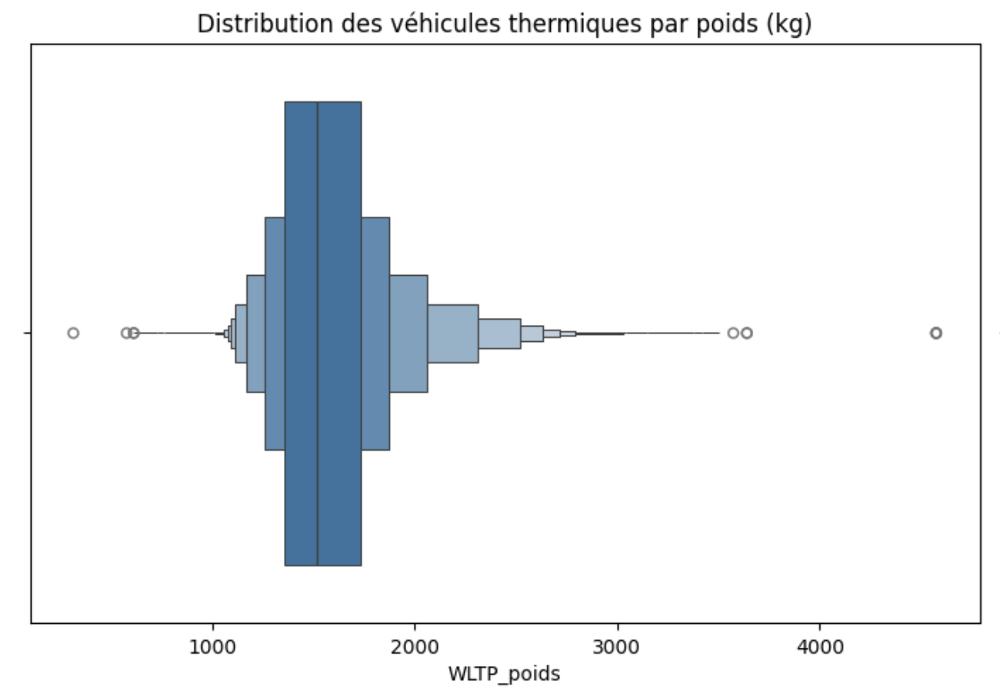 Distribution des véhicules thermiques par poids (kg)
1000 2000 3000 4000
WLTP_poids